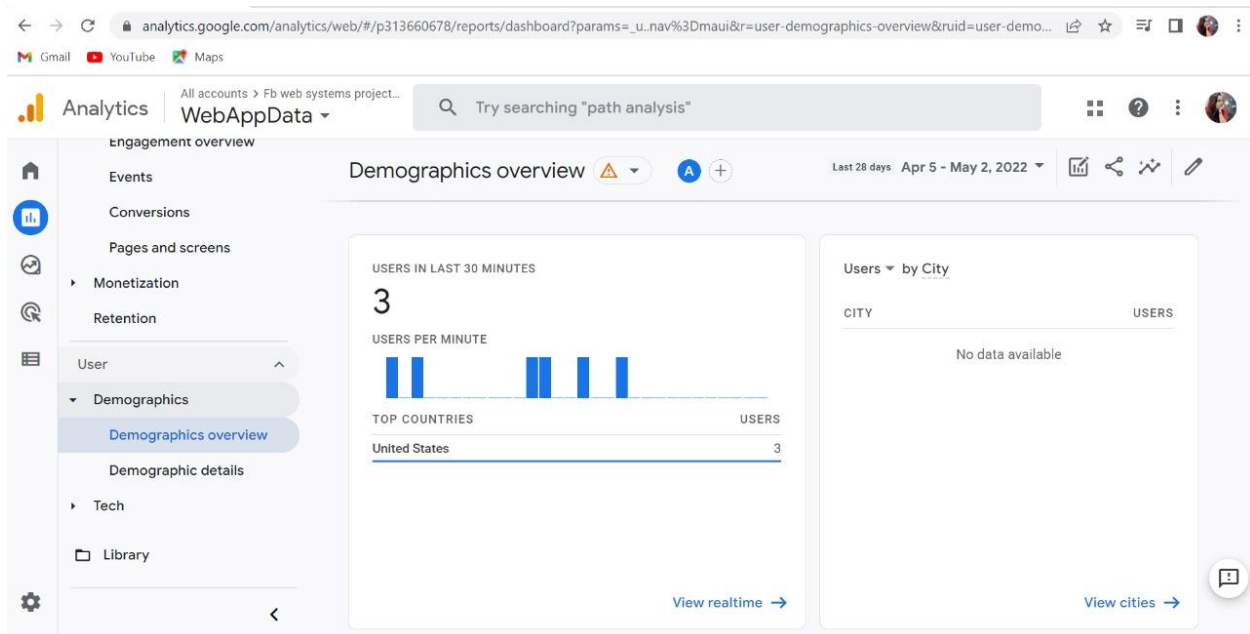 analytics.google.com/analytics/web/#/p313660678/reports/dashboard?params=_u..nav%3Dmaui&r=user-demographics-overview&ruid=user-demo...
Gmail YouTube Maps
Analytics
All accounts > Fb web systems project...
WebAppData
Try searching "path analysis"
Engagement overview
Events
Conversions
Pages and screens
Monetization
Retention
User
Demographics
Demographics overview
Demographic details
Tech
Library
Demographics overview
A
Last 28 days Apr 5 - May 2, 2022
USERS IN LAST 30 MINUTES
3
USERS PER MINUTE
TOP COUNTRIES USERS
United States 3
View realtime
Users by City
CITY USERS
No data available
View cities